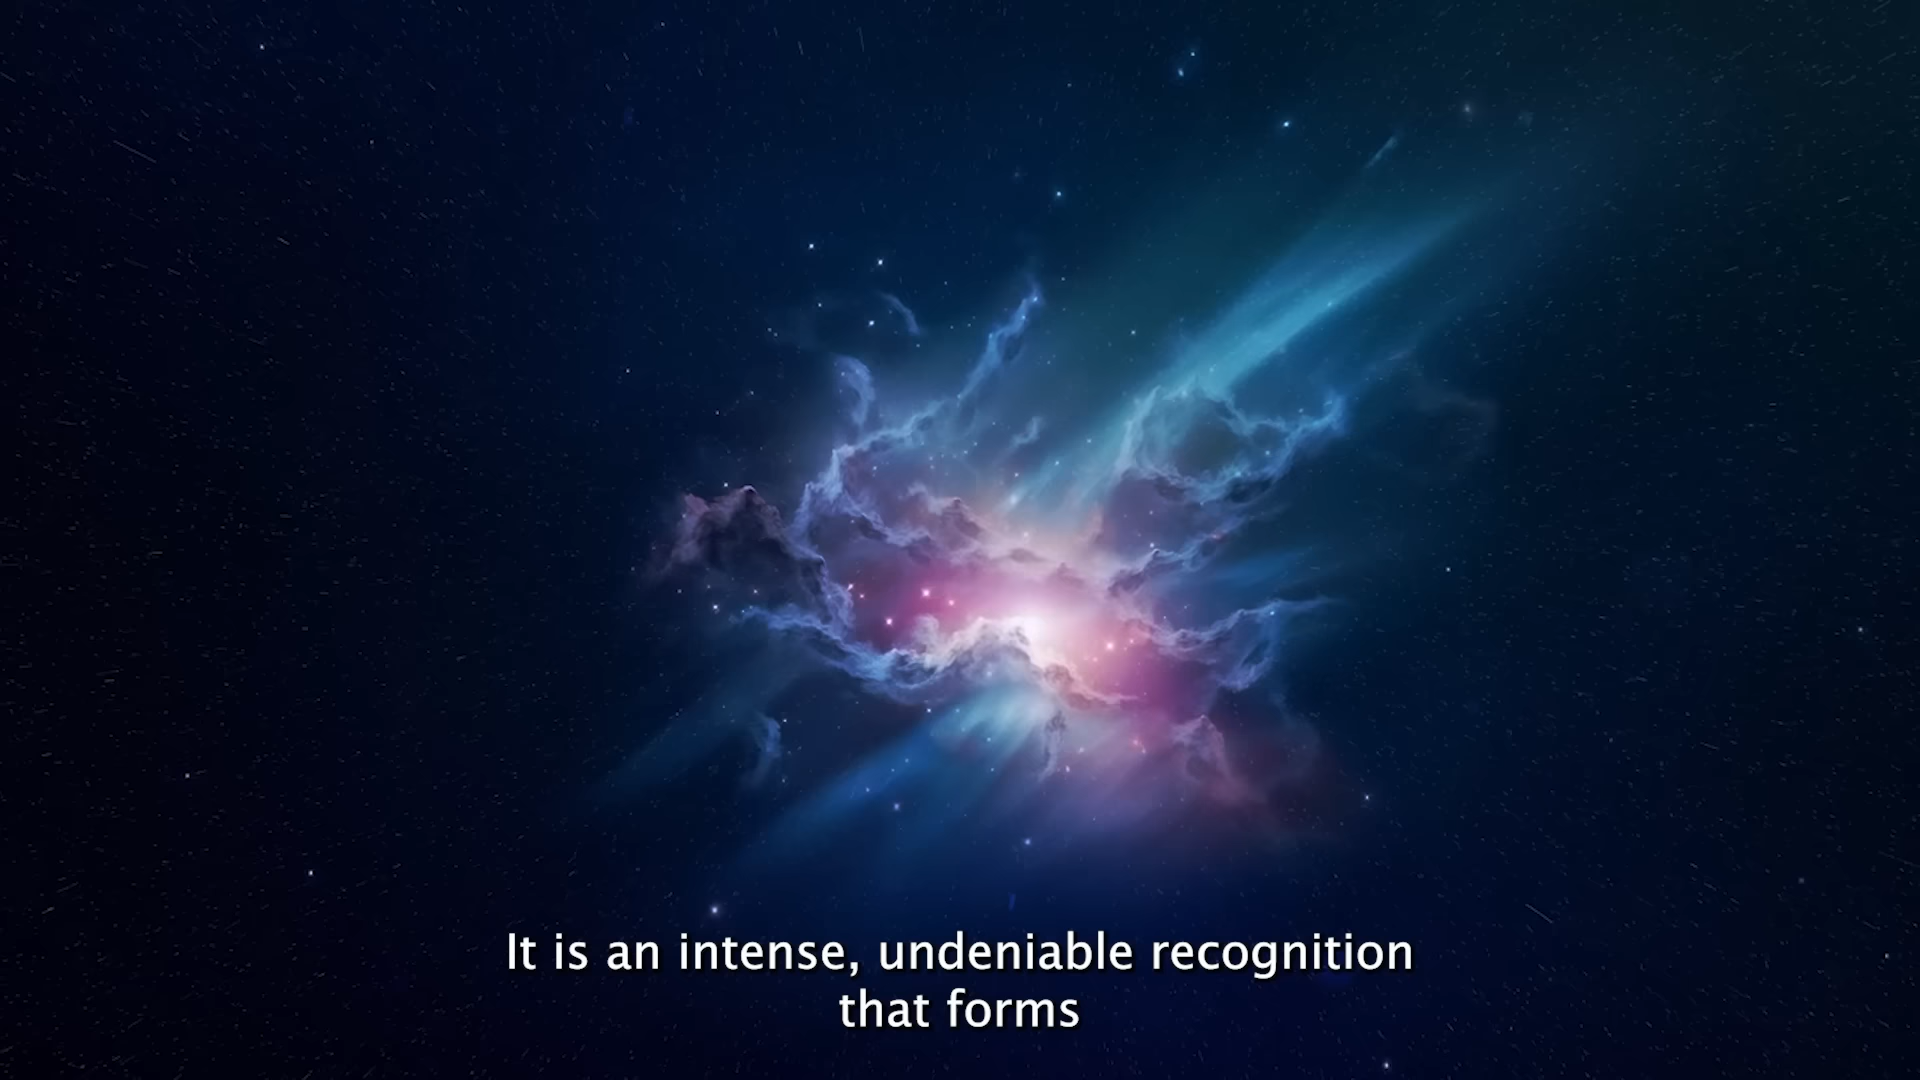 It is an intense, undeniable recognition
that forms